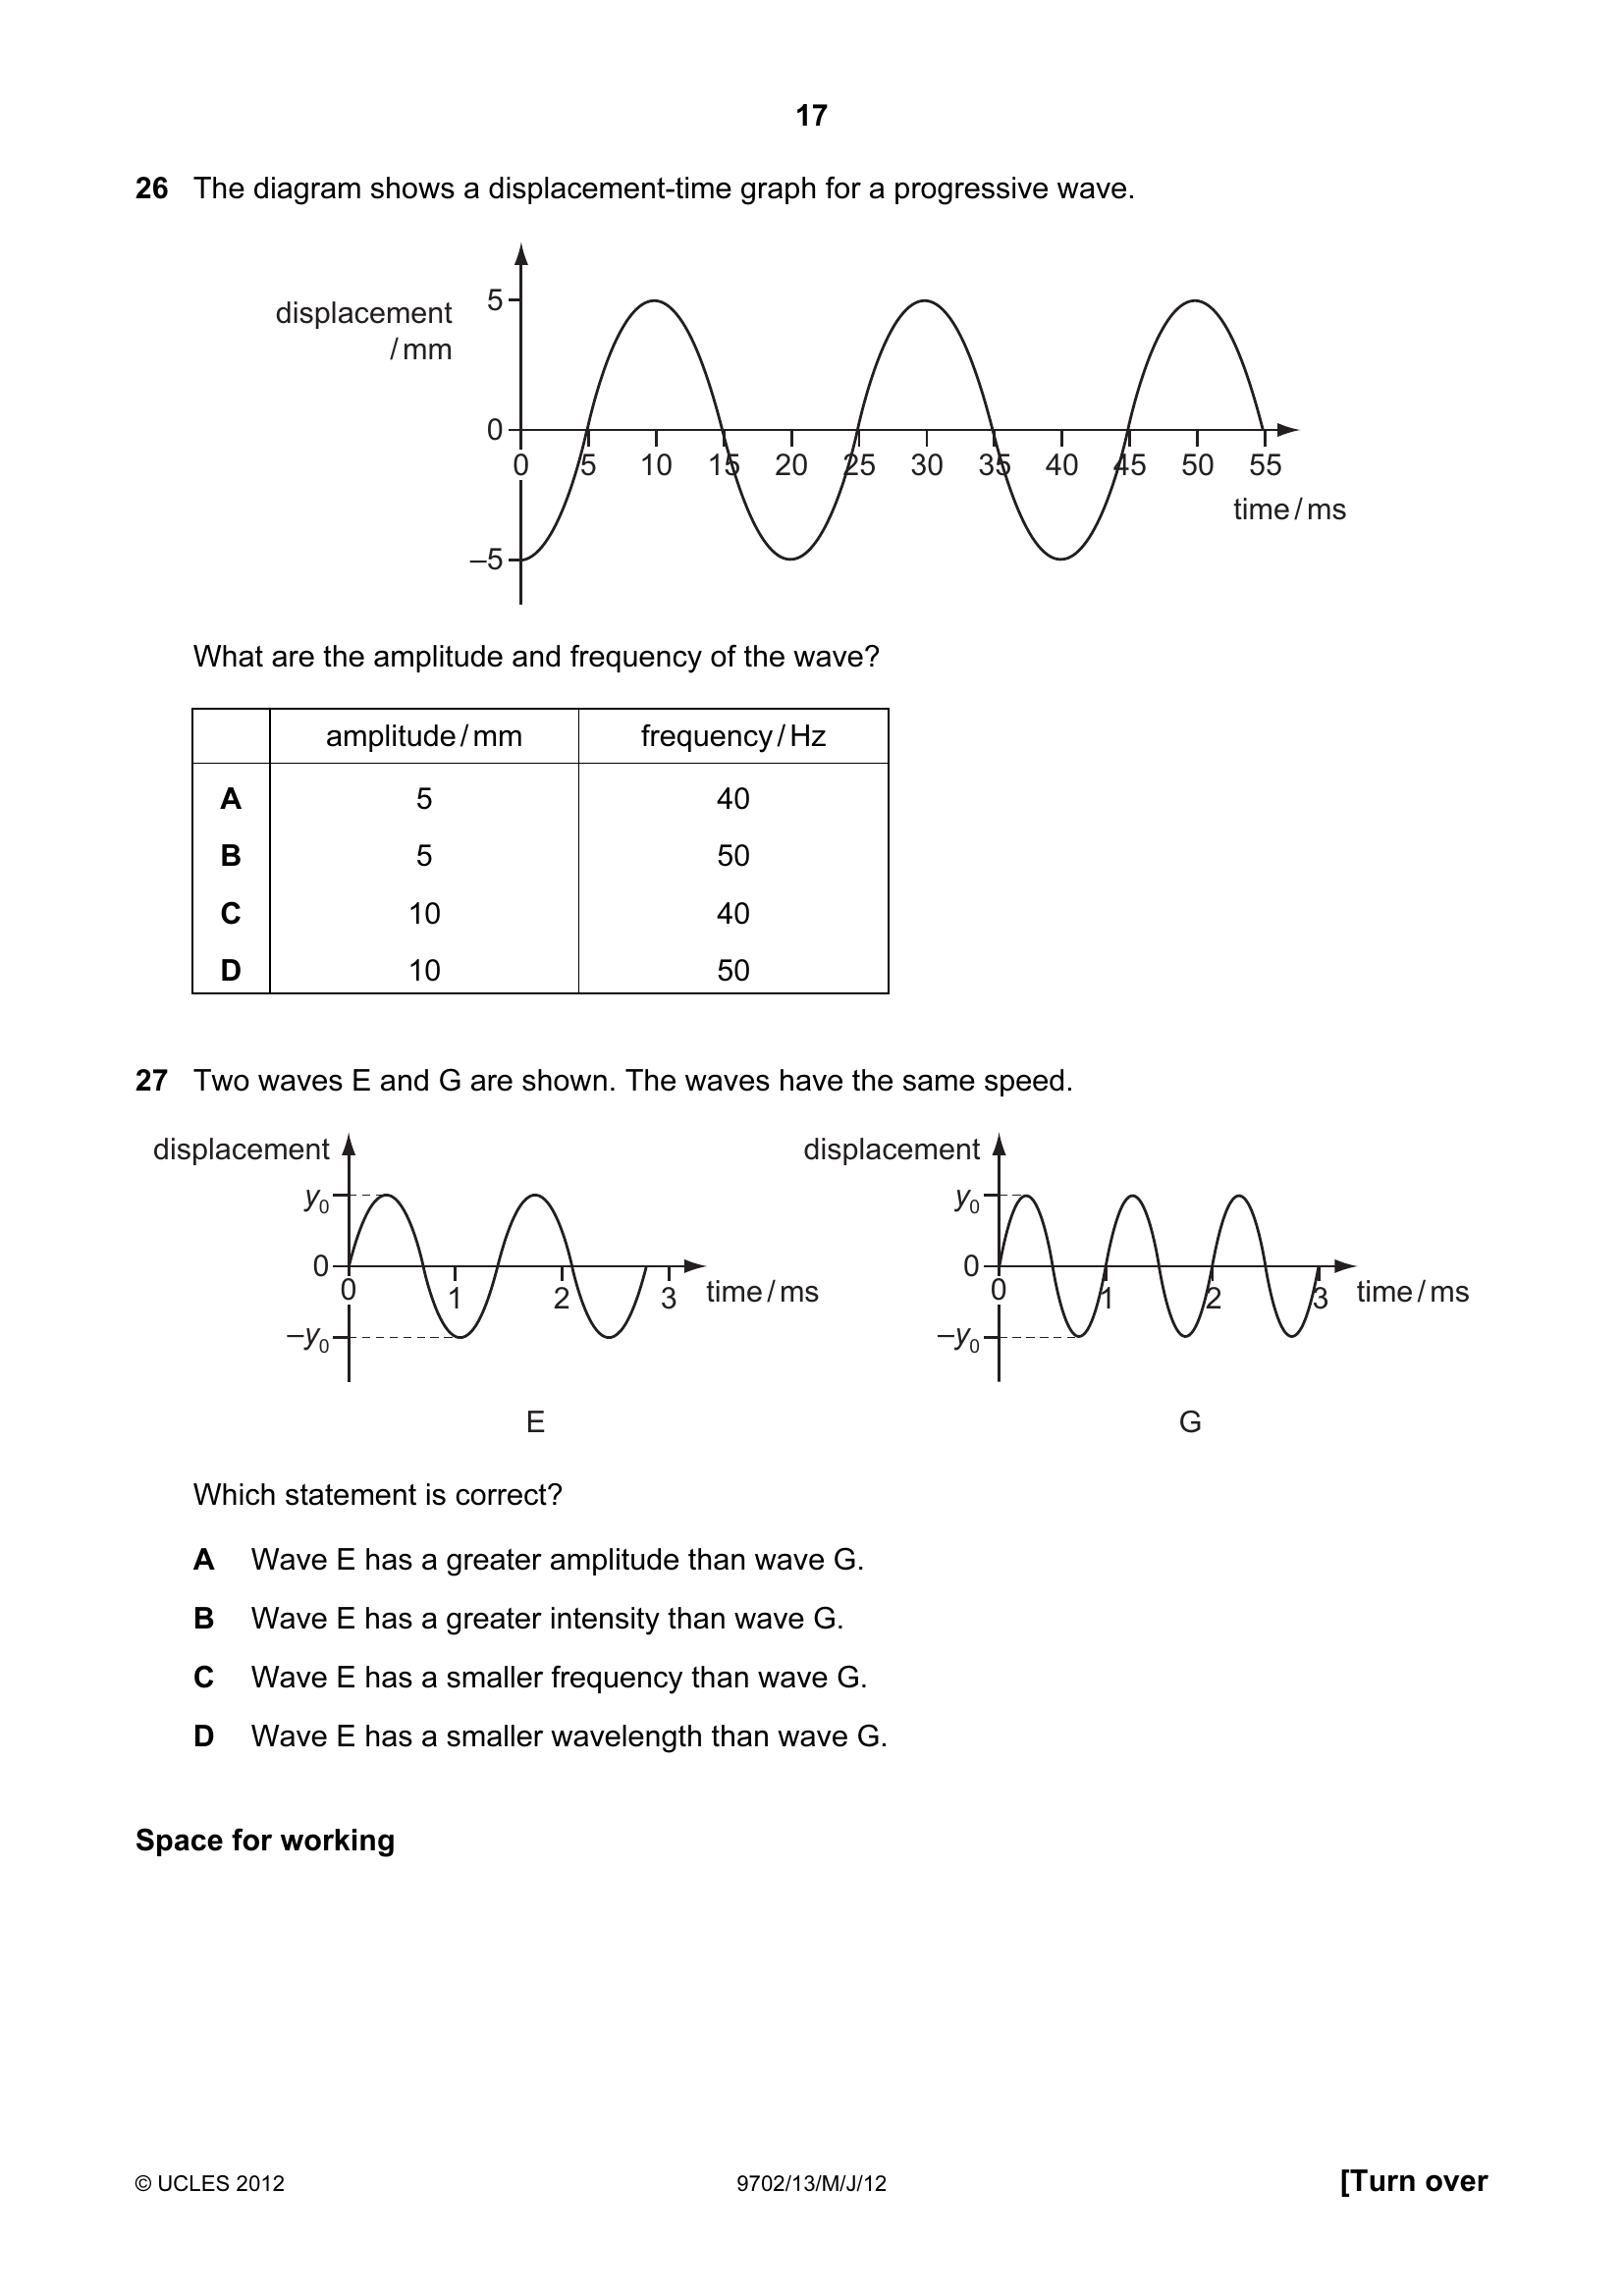 17
26 The diagram shows a displacement-time graph for a progressive wave.
displacement
/ mm
5
0
–5
0 5 10 15 20 25 30 35 40 45 50 55
time / ms
What are the amplitude and frequency of the wave?
amplitude / mm frequency / Hz
A 5 40
B 5 50
C 10 40
D 10 50
27 Two waves E and G are shown. The waves have the same speed.
displacement
y0
0
–y0
0 1 2 3 time / ms
E
displacement
y0
0
–y0
0 1 2 3 time / ms
G
Which statement is correct?
A Wave E has a greater amplitude than wave G.
B Wave E has a greater intensity than wave G.
C Wave E has a smaller frequency than wave G.
D Wave E has a smaller wavelength than wave G.
Space for working
© UCLES 2012 9702/13/M/J/12 [Turn over